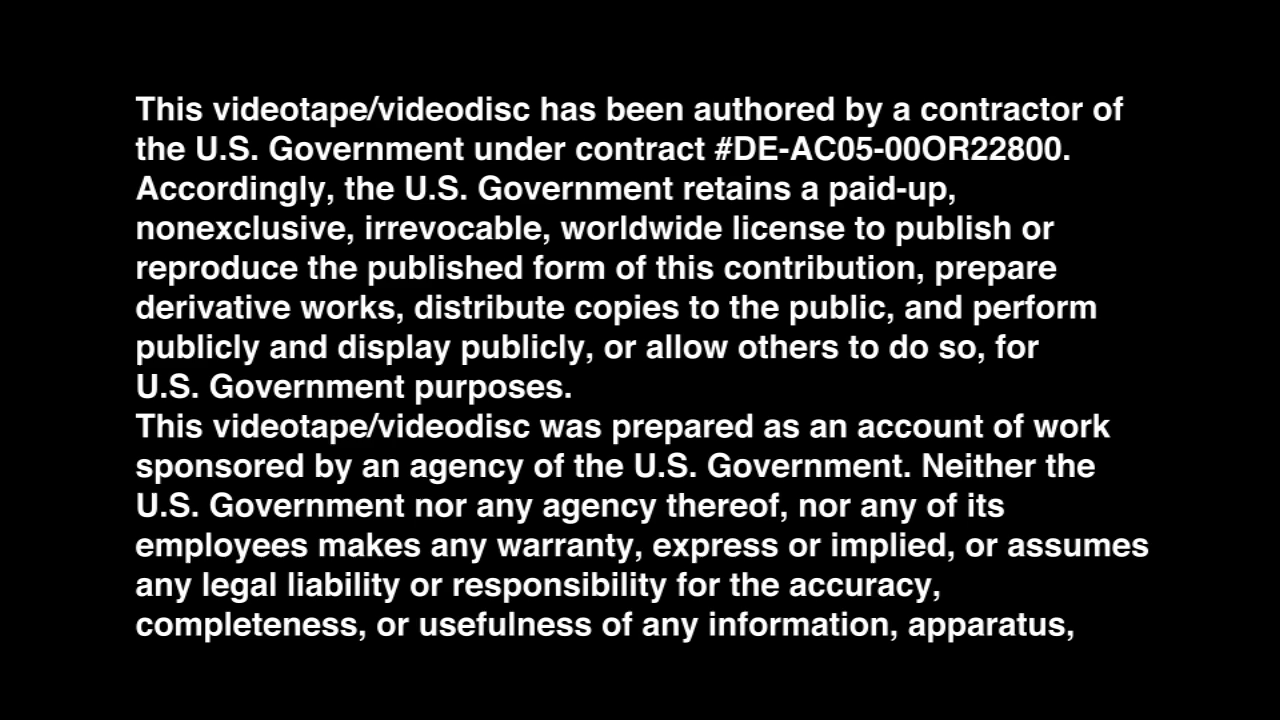 This videotape/videodisc has been authored by a contractor of
the U.S. Government under contract #DE-AC05-00OR22800.
Accordingly, the U.S. Government retains a paid-up,
nonexclusive, irrevocable, worldwide license to publish or
reproduce the published form of this contribution, prepare
derivative works, distribute copies to the public, and perform
publicly and display publicly, or allow others to do so, for
U.S. Government purposes.
This videotape/videodisc was prepared as an account of work
sponsored by an agency of the U.S. Government. Neither the
U.S. Government nor any agency thereof, nor any of its
employees makes any warranty, express or implied, or assumes
any legal liability or responsibility for the accuracy,
completeness, or usefulness of any information, apparatus,